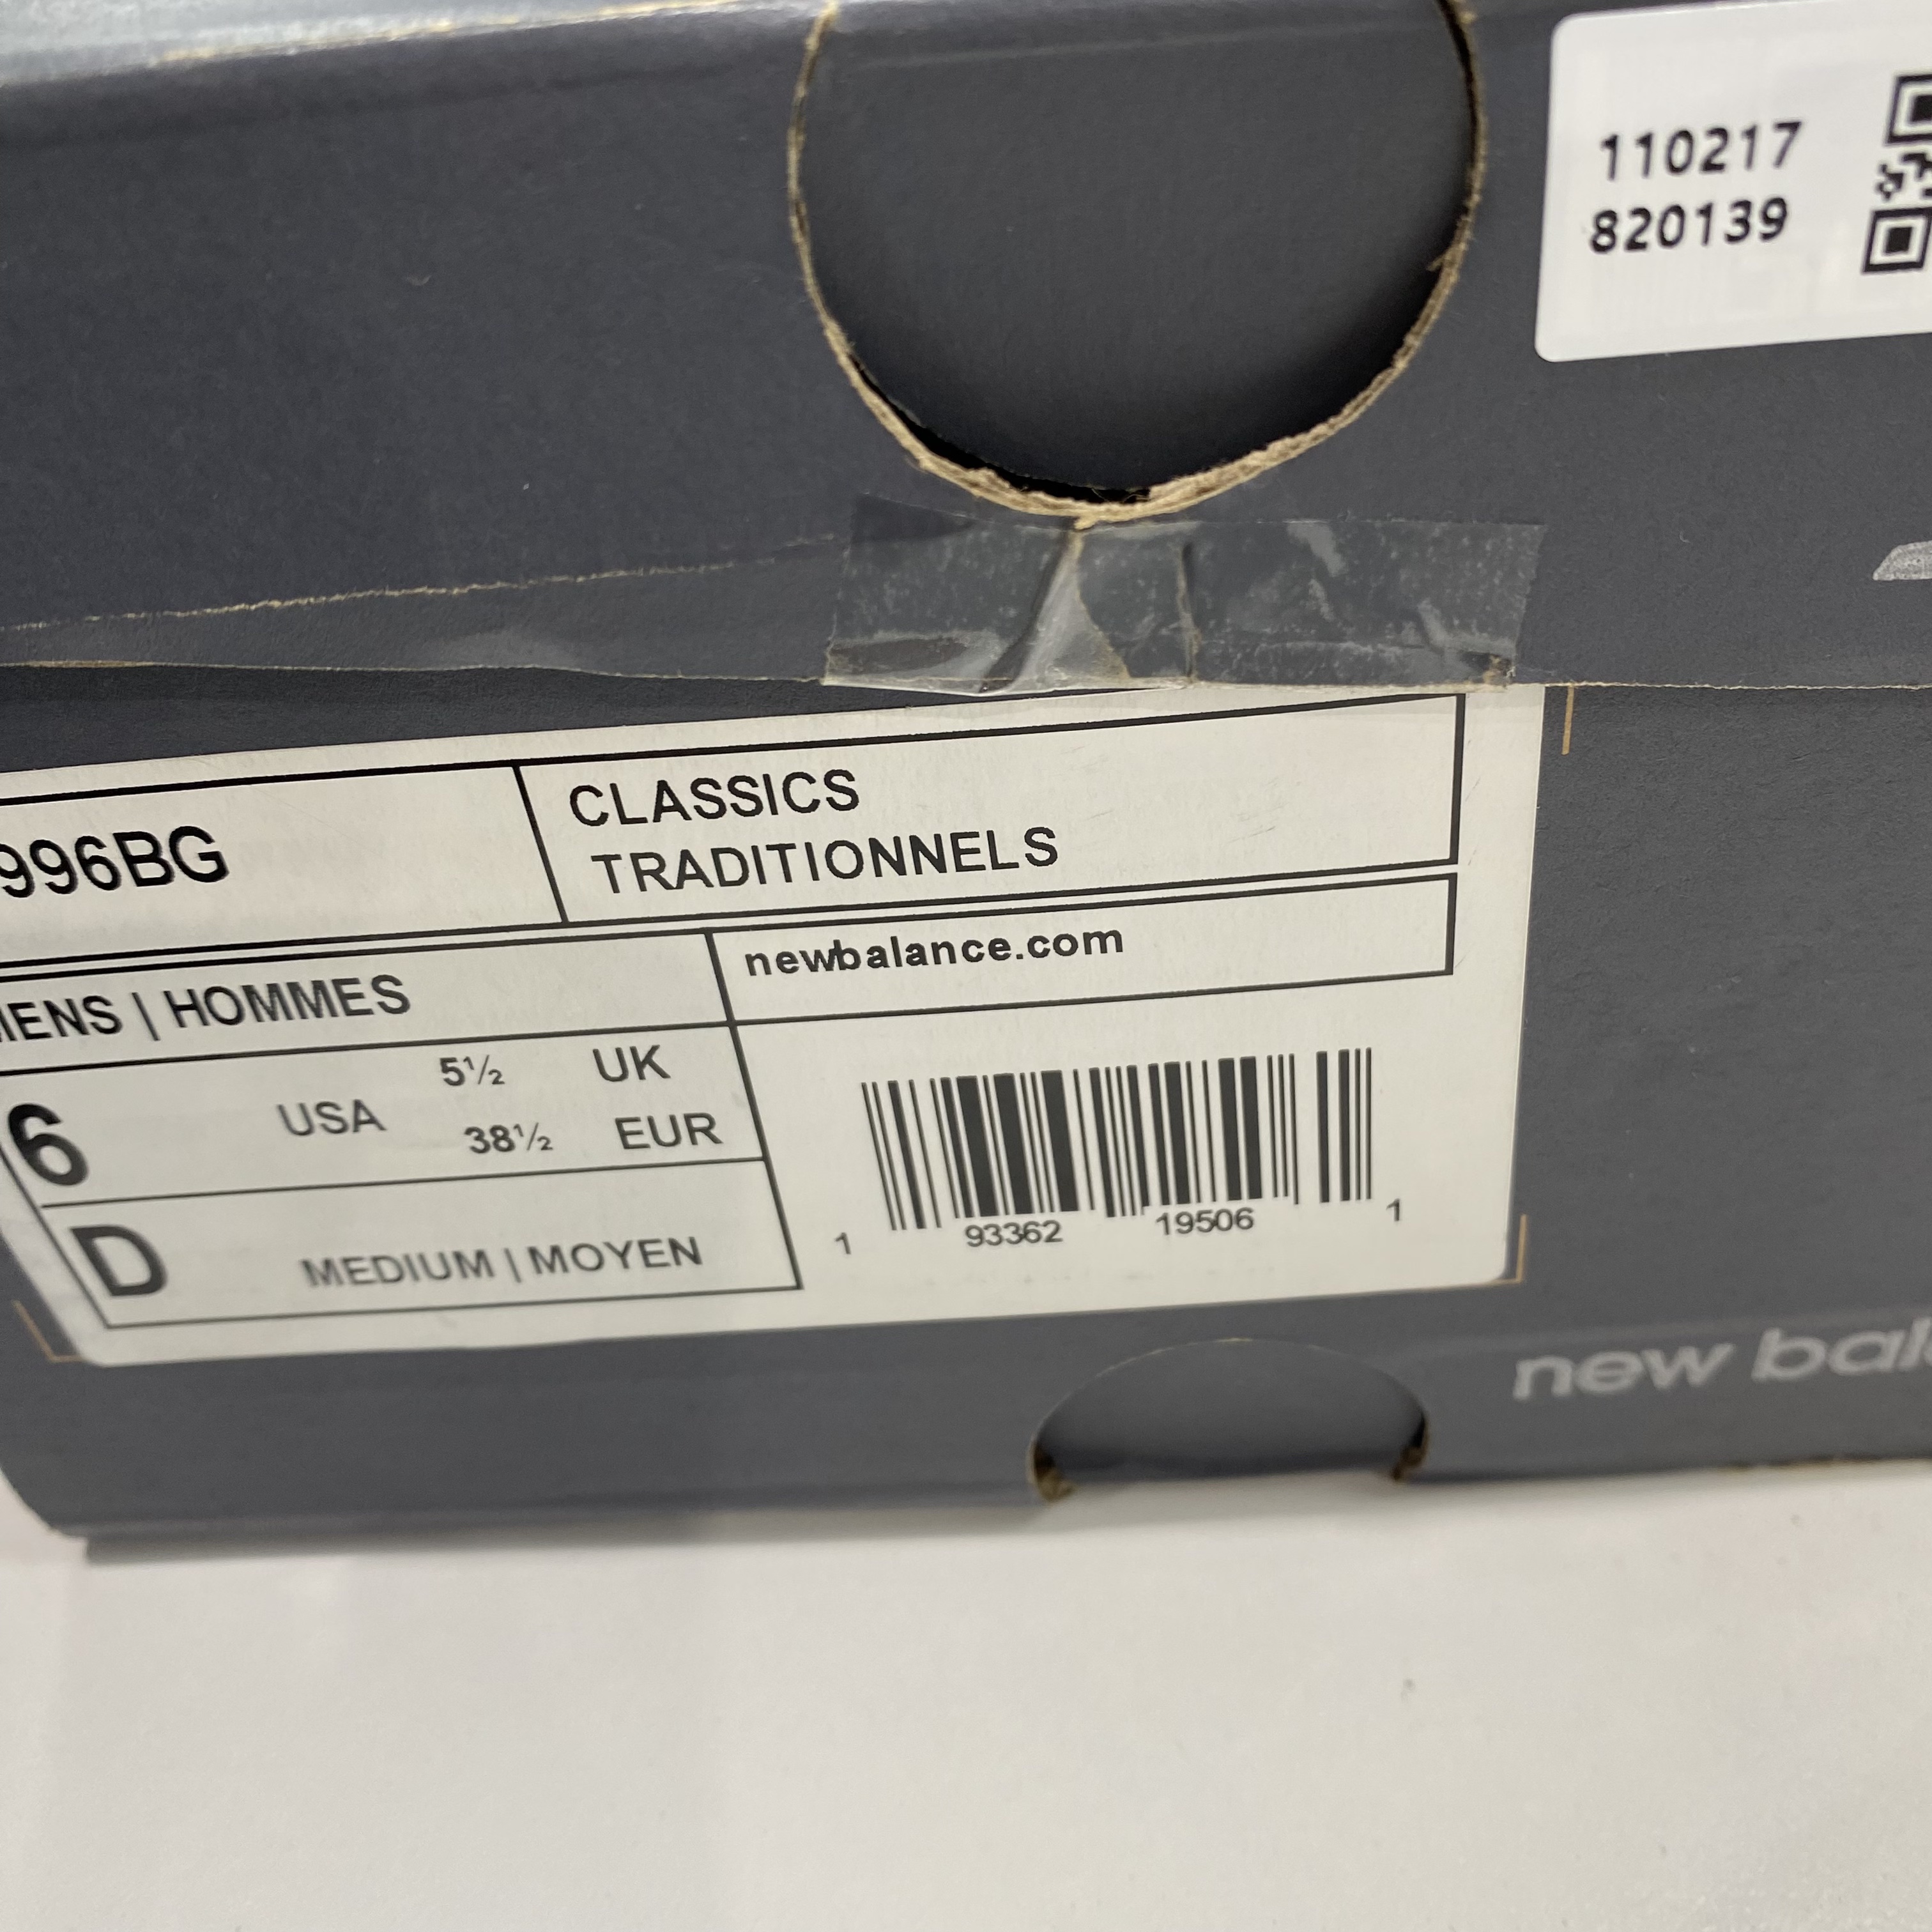 110217
820139
996BG
CLASSICS
TRADITIONNELS
MENS | HOMMES
newbalance.com
6 USA 5½ UK
38½ EUR
D MEDIUM | MOYEN
1 93362 19506 1
new bal